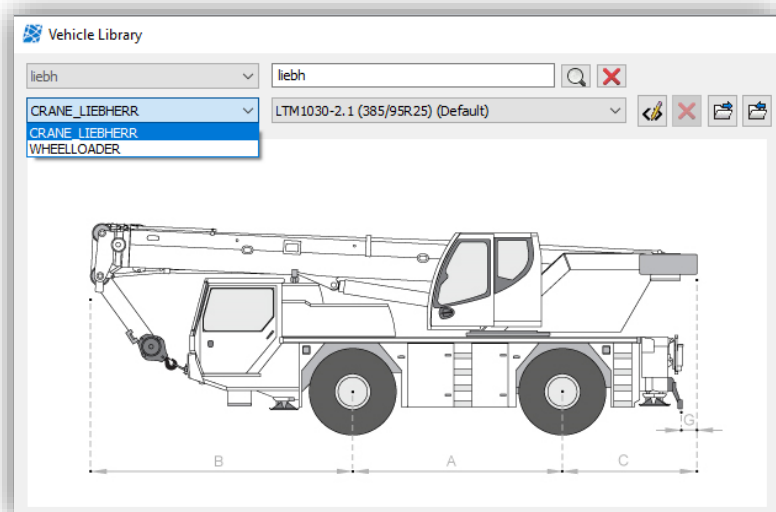 Vehicle Library
liebh liebh
CRANE_LIEBHERR LTM1030-2.1 (385/95R25) (Default)
CRANE_LIEBHERR
WHEELLOADER
G
B A C